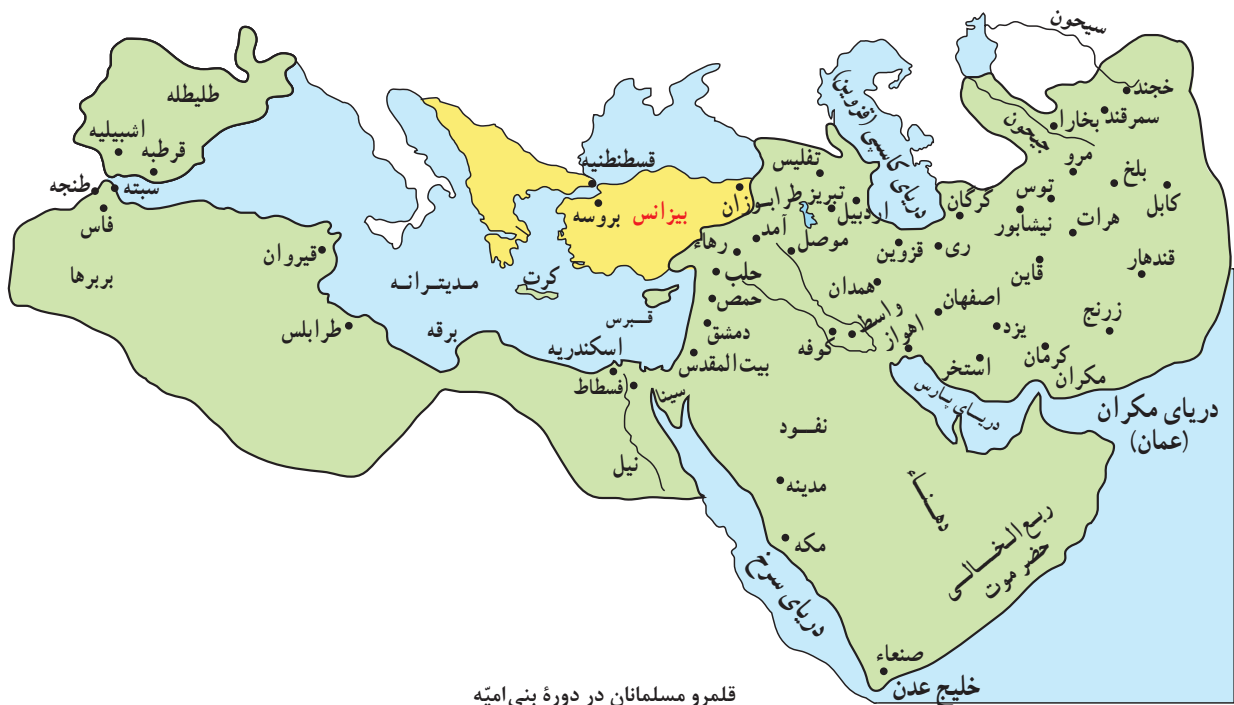 سیحون
خجند
سمرقند
بخارا
جیحون
مرو
بلخ
کابل
توس
نیشابور
هرات
گرگان
دریای کاسپی (قزوین)
تفلیس
تبریز
اردبیل
طرابوزان
آمد
موصل
رهاء
قزوین
ری
قاین
قندهار
زرنج
همدان
اصفهان
یزد
کرمان
مکران
استخر
اهواز
واسط
کوفه
حلب
حمص
دمشق
بیت‌المقدس
قسطنطنیه
بروسه
بیزانس
طلیطله
اشبیلیه
قرطبه
سبته
طنجه
فاس
بربرها
قیروان
طرابلس
برقه
مدیترانه
کرت
قبرس
اسکندریه
فسطاط
سینا
نیل
نفود
مدینه
مکه
دهناء
ربع‌الخالی
حضرموت
صنعاء
خلیج عدن
دریای سرخ
دریای پارس
دریای مکران
(عمان)
قلمرو مسلمانان در دورهٔ بنی‌امیّه